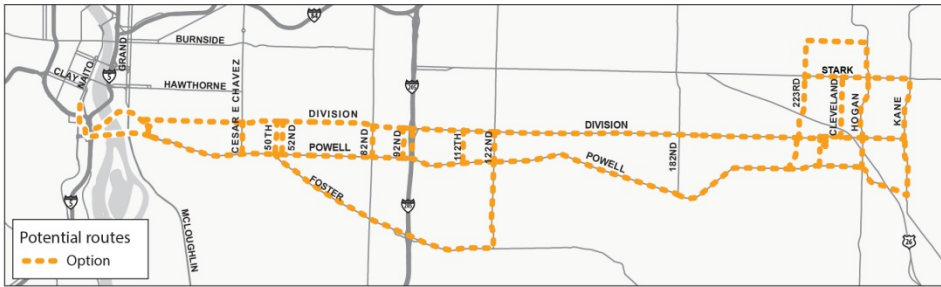 84
BURNSIDE
GRAND
NAITO
CLAY
5
HAWTHORNE
CESAR E CHAVEZ
50TH
52ND
DIVISION
POWELL
82ND
92ND
205
112TH
122ND
DIVISION
POWELL
182ND
STARK
223RD
CLEVELAND
HOGAN
KANE
FOSTER
205
5
MCLOUGHLIN
26
Potential routes
Option